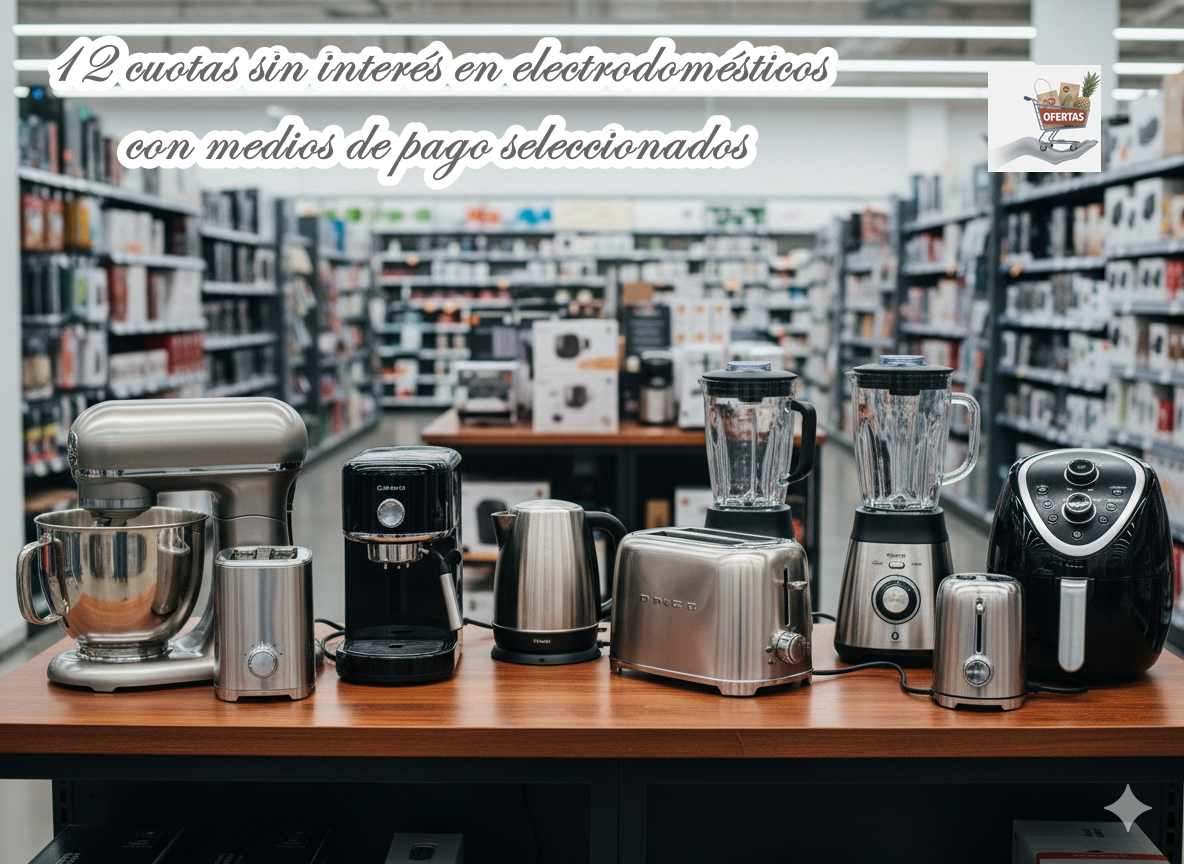 12 cuotas sin interés en electrodomésticos
con medios de pago seleccionados
OFERTAS